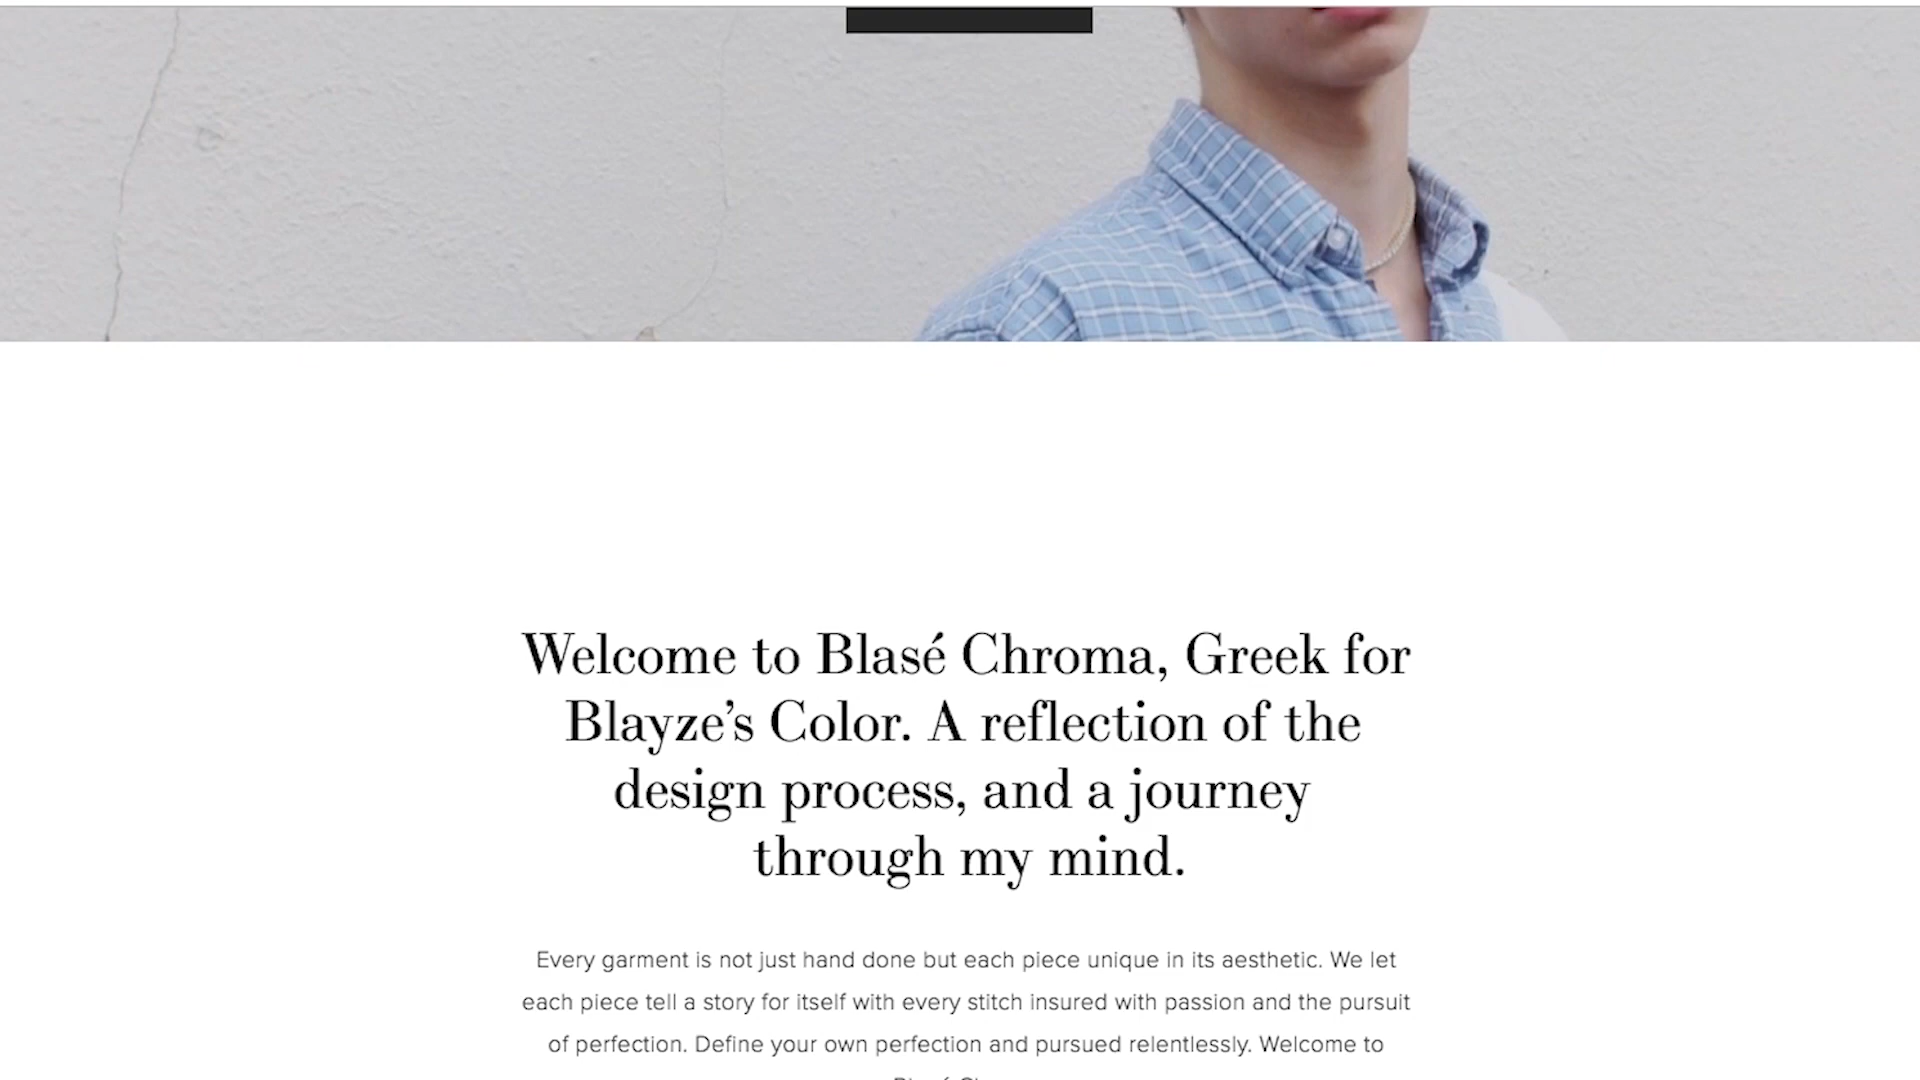 Welcome to Blasé Chroma, Greek for
Blayze’s Color. A reflection of the
design process, and a journey
through my mind.
Every garment is not just hand done but each piece unique in its aesthetic. We let
each piece tell a story for itself with every stitch insured with passion and the pursuit
of perfection. Define your own perfection and pursued relentlessly. Welcome to